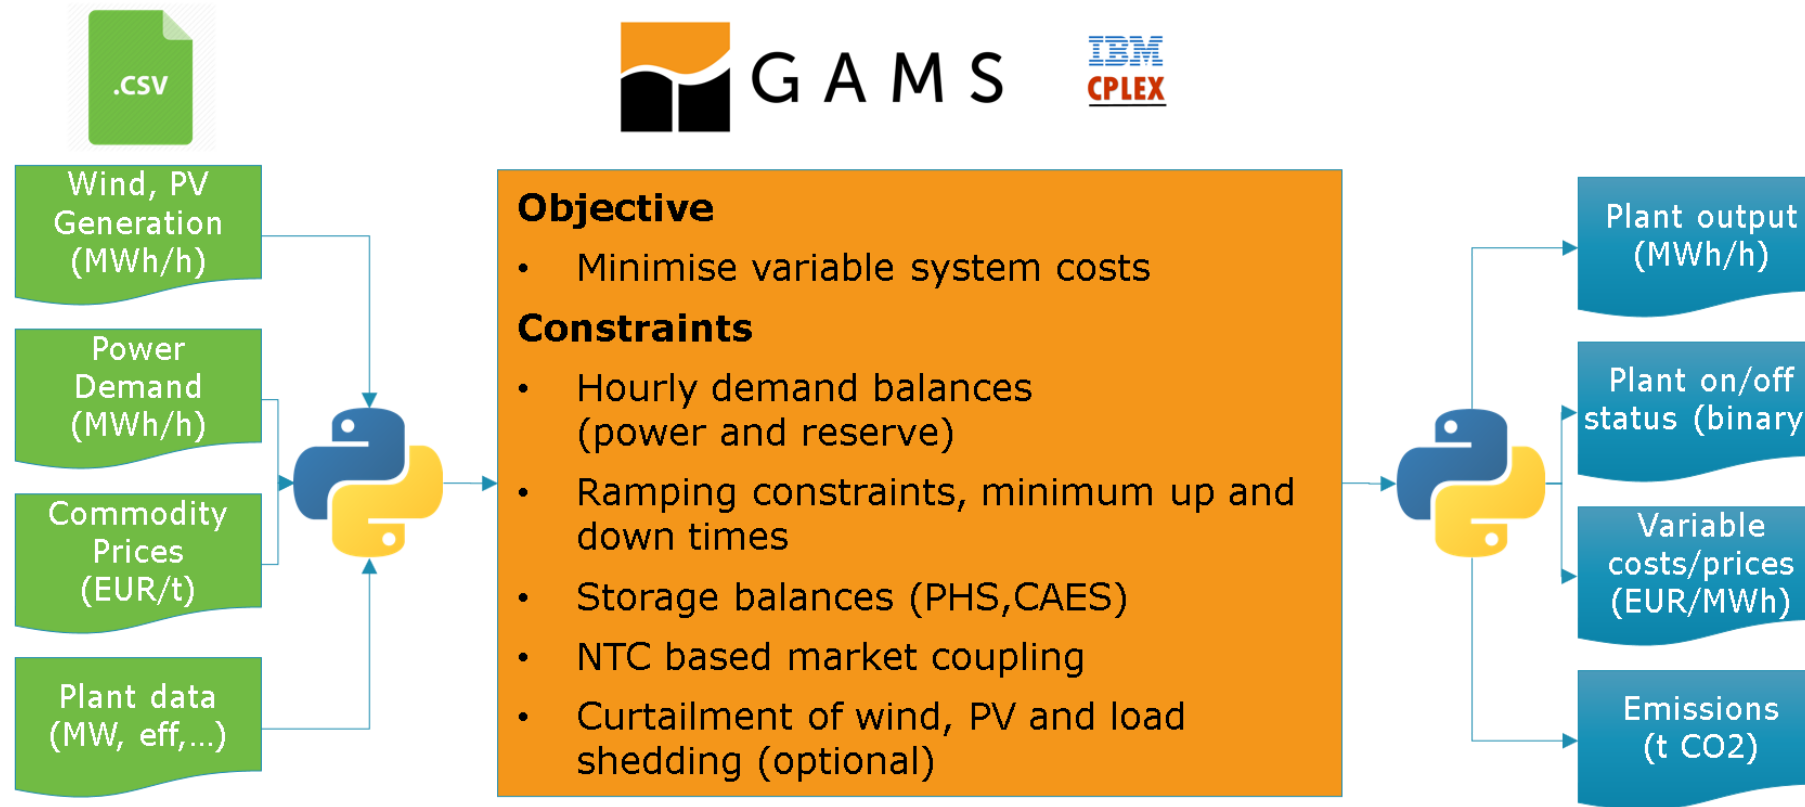 .CSV
GAMS
IBM
CPLEX
Wind, PV
Generation
(MWh/h)
Power
Demand
(MWh/h)
Commodity
Prices
(EUR/t)
Plant data
(MW, eff,...)
Objective
• Minimise variable system costs
Constraints
• Hourly demand balances
(power and reserve)
• Ramping constraints, minimum up and
down times
• Storage balances (PHS,CAES)
• NTC based market coupling
• Curtailment of wind, PV and load
shedding (optional)
Plant output
(MWh/h)
Plant on/off
status (binary
Variable
costs/prices
(EUR/MWh)
Emissions
(t CO2)